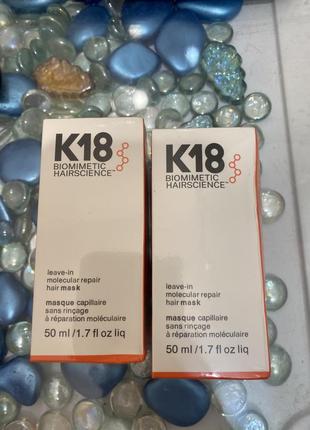 K18
BIOMIMETIC
HAIRSCIENCE™
leave-in
molecular repair
hair mask
masque capillaire
sans rinçage
à réparation moléculaire
50 ml /1.7 fl oz liq
K18
BIOMIMETIC
HAIRSCIENCE™
leave-in
molecular repair
hair mask
masque capillaire
sans rinçage
à réparation moléculaire
50 ml /1.7 fl oz liq